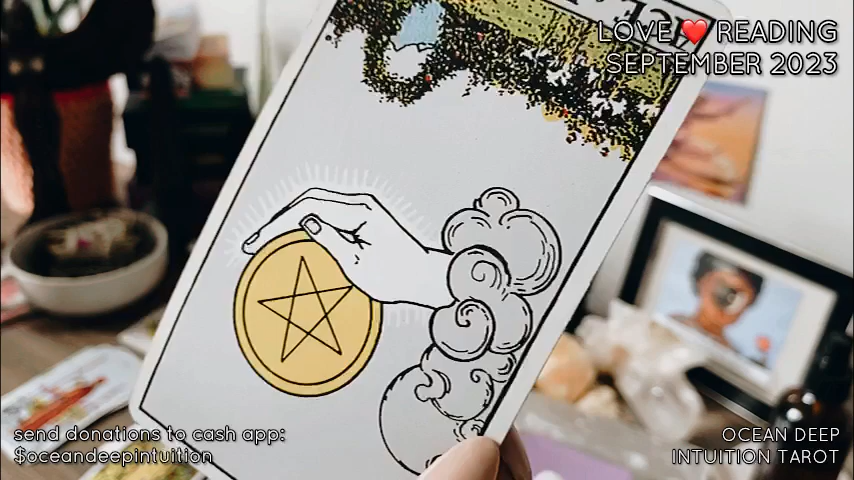 LOVE ❤️ READING
SEPTEMBER 2023
send donations to cash app:
$oceandeepintuition
OCEAN DEEP
INTUITION TAROT